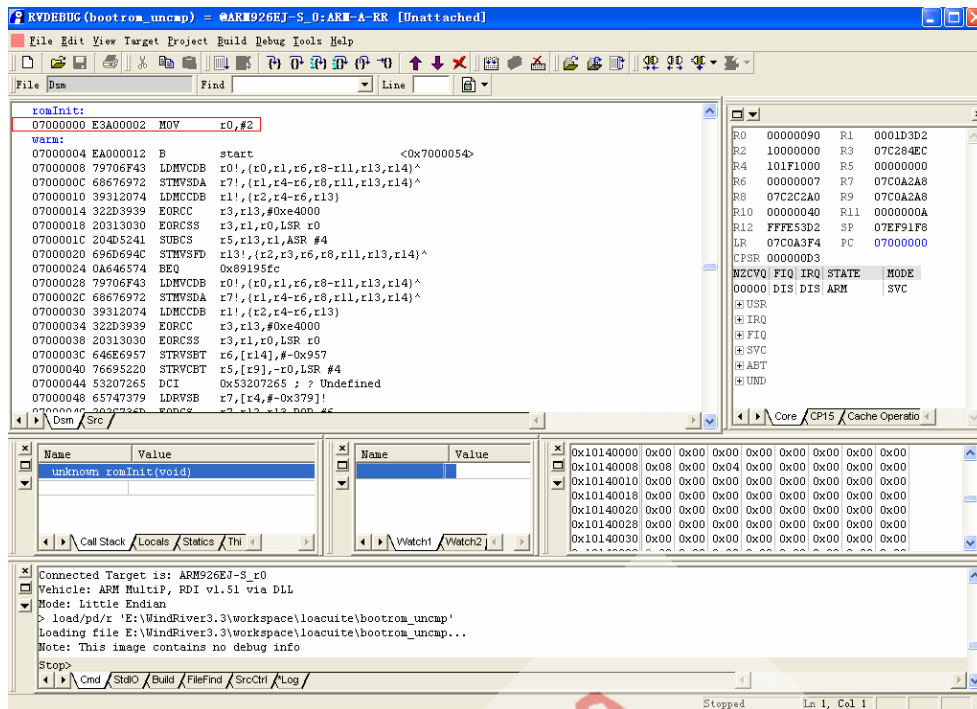 RVDEBUG(bootrom_uncmp) = @ARM926EJ-S_0:ARM-A-RR [Unattached]
File Edit View Target Project Build Debug Tools Help
File Dsm Find Line
romInit:
07000000 E3A00002 MOV r0,#2
warm:
07000004 EA000012 B start <0x7000054>
07000008 79706F43 LDMVCDB r0!,{r0,r1,r6,r8-r11,r13,r14}^
0700000C 68676972 STMVSDA r7!,{r1,r4-r6,r8,r11,r13,r14}^
07000010 39312074 LDMCCDB r1!,{r2,r4-r6,r13}
07000014 322D3939 EORCC r3,r13,#0xe4000
07000018 20313030 EORCSS r3,r1,r0,LSR r0
0700001C 204D5241 SUBCS r5,r13,r1,ASR #4
07000020 696D694C STMVSFD r13!,{r2,r3,r6,r8,r11,r13,r14}^
07000024 0A646574 BEQ 0x89195fc
07000028 79706F43 LDMVCDB r0!,{r0,r1,r6,r8-r11,r13,r14}^
0700002C 68676972 STMVSDA r7!,{r1,r4-r6,r8,r11,r13,r14}^
07000030 39312074 LDMCCDB r1!,{r2,r4-r6,r13}
07000034 322D3939 EORCC r3,r13,#0xe4000
07000038 20313030 EORCSS r3,r1,r0,LSR r0
0700003C 646E6957 STRVSBT r6,[r14],#-0x957
07000040 76695220 STRVCBT r5,[r9],-r0,LSR #4
07000044 53207265 DCI 0x53207265 ; ? Undefined
07000048 65747379 LDRVSB r7,[r4,#-0x379]!
Dsm Src
R0 00000090 R1 0001D3D2
R2 10000000 R3 07C284EC
R4 101F1000 R5 00000000
R6 00000007 R7 07C0A2A8
R8 07C2C2A0 R9 07C0A2A8
R10 00000040 R11 0000000A
R12 FFFE53D2 SP 07EF91F8
LR 07C0A3F4 PC 07000000
CPSR 000000D3
NZCVQ FIQ IRQ STATE MODE
00000 DIS DIS ARM SVC
USR
IRQ
FIQ
SVC
ABT
UND
Core CP15 Cache Operatio
Name Value
unknown romInit(void)
Call Stack Locals Statics Thi
Name Value
Watch1 Watch2
0x10140000 0x00 0x00 0x00 0x00 0x00 0x00 0x00 0x00
0x10140008 0x08 0x00 0x04 0x00 0x00 0x00 0x00 0x00
0x10140010 0x00 0x00 0x00 0x00 0x00 0x00 0x00 0x00
0x10140018 0x00 0x00 0x00 0x00 0x00 0x00 0x00 0x00
0x10140020 0x00 0x00 0x00 0x00 0x00 0x00 0x00 0x00
0x10140028 0x00 0x00 0x00 0x00 0x00 0x00 0x00 0x00
0x10140030 0x00 0x00 0x00 0x00 0x00 0x00 0x00 0x00
Connected Target is: ARM926EJ-S_r0
Vehicle: ARM MultiP, RDI v1.51 via DLL
Mode: Little Endian
> load/pd/r 'E:\WindRiver3.3\workspace\loacuite\bootrom_uncmp'
Loading file E:\WindRiver3.3\workspace\loacuite\bootrom_uncmp...
Note: This image contains no debug info
Stop>
Cmd StdIO Build FileFind SrcCtrl *Log
Stopped Ln 1, Col 1